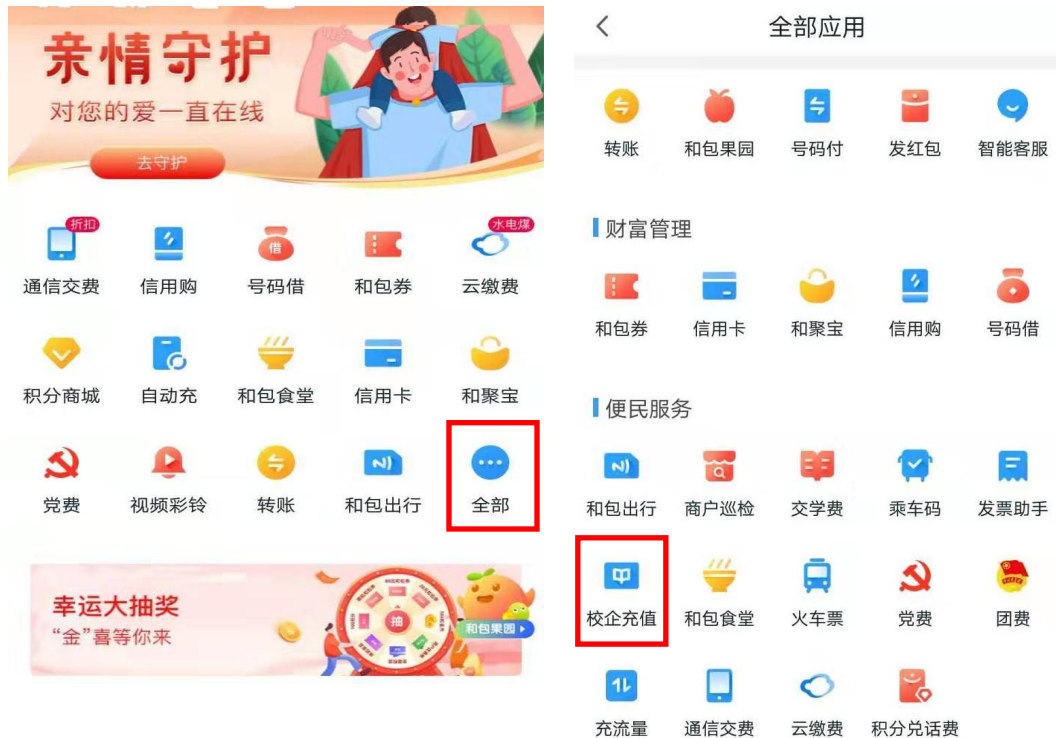 亲情守护
对您的爱一直在线
去守护
折扣
水电煤
借
通信交费 信用购 号码借 和包券 云缴费
积分商城 自动充 和包食堂 信用卡 和聚宝
党费 视频彩铃 转账 和包出行 全部
幸运大抽奖
“金”喜等你来
抽
和包果园
全部应用
转账 和包果园 号码付 发红包 智能客服
财富管理
和包券 信用卡 和聚宝 信用购 号码借
便民服务
和包出行 商户巡检 交学费 乘车码 发票助手
校企充值 和包食堂 火车票 党费 团费
充流量 通信交费 云缴费 积分兑话费